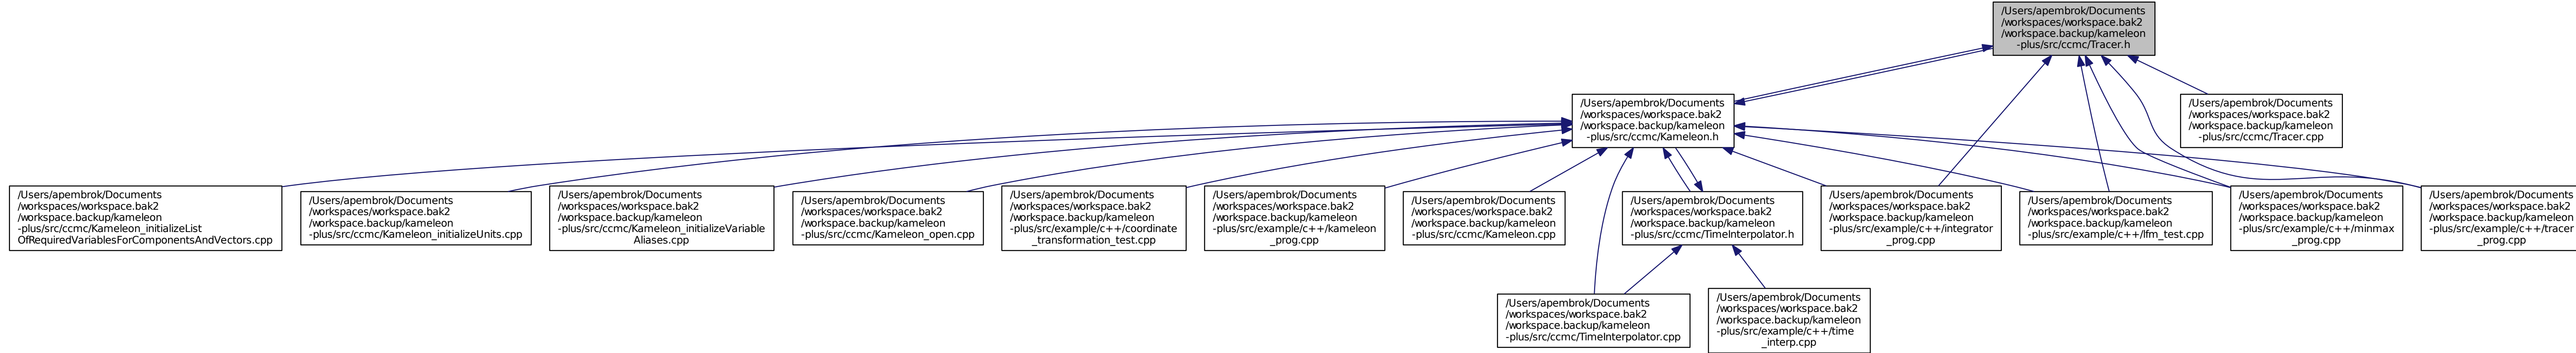 /Users/apembrok/Documents
/workspaces/workspace.bak2
/workspace.backup/kameleon
-plus/src/ccmc/Tracer.h
/Users/apembrok/Documents
/workspaces/workspace.bak2
/workspace.backup/kameleon
-plus/src/ccmc/Kameleon.h
/Users/apembrok/Documents
/workspaces/workspace.bak2
/workspace.backup/kameleon
-plus/src/ccmc/Tracer.cpp
/Users/apembrok/Documents
/workspaces/workspace.bak2
/workspace.backup/kameleon
-plus/src/ccmc/Kameleon_initializeList
OfRequiredVariablesForComponentsAndVectors.cpp
/Users/apembrok/Documents
/workspaces/workspace.bak2
/workspace.backup/kameleon
-plus/src/ccmc/Kameleon_initializeUnits.cpp
/Users/apembrok/Documents
/workspaces/workspace.bak2
/workspace.backup/kameleon
-plus/src/ccmc/Kameleon_initializeVariable
Aliases.cpp
/Users/apembrok/Documents
/workspaces/workspace.bak2
/workspace.backup/kameleon
-plus/src/ccmc/Kameleon_open.cpp
/Users/apembrok/Documents
/workspaces/workspace.bak2
/workspace.backup/kameleon
-plus/src/example/c++/coordinate
_transformation_test.cpp
/Users/apembrok/Documents
/workspaces/workspace.bak2
/workspace.backup/kameleon
-plus/src/example/c++/kameleon
_prog.cpp
/Users/apembrok/Documents
/workspaces/workspace.bak2
/workspace.backup/kameleon
-plus/src/ccmc/Kameleon.cpp
/Users/apembrok/Documents
/workspaces/workspace.bak2
/workspace.backup/kameleon
-plus/src/ccmc/TimeInterpolator.h
/Users/apembrok/Documents
/workspaces/workspace.bak2
/workspace.backup/kameleon
-plus/src/example/c++/integrator
_prog.cpp
/Users/apembrok/Documents
/workspaces/workspace.bak2
/workspace.backup/kameleon
-plus/src/example/c++/lfm_test.cpp
/Users/apembrok/Documents
/workspaces/workspace.bak2
/workspace.backup/kameleon
-plus/src/example/c++/minmax
_prog.cpp
/Users/apembrok/Documents
/workspaces/workspace.bak2
/workspace.backup/kameleon
-plus/src/example/c++/tracer
_prog.cpp
/Users/apembrok/Documents
/workspaces/workspace.bak2
/workspace.backup/kameleon
-plus/src/ccmc/TimeInterpolator.cpp
/Users/apembrok/Documents
/workspaces/workspace.bak2
/workspace.backup/kameleon
-plus/src/example/c++/time
_interp.cpp